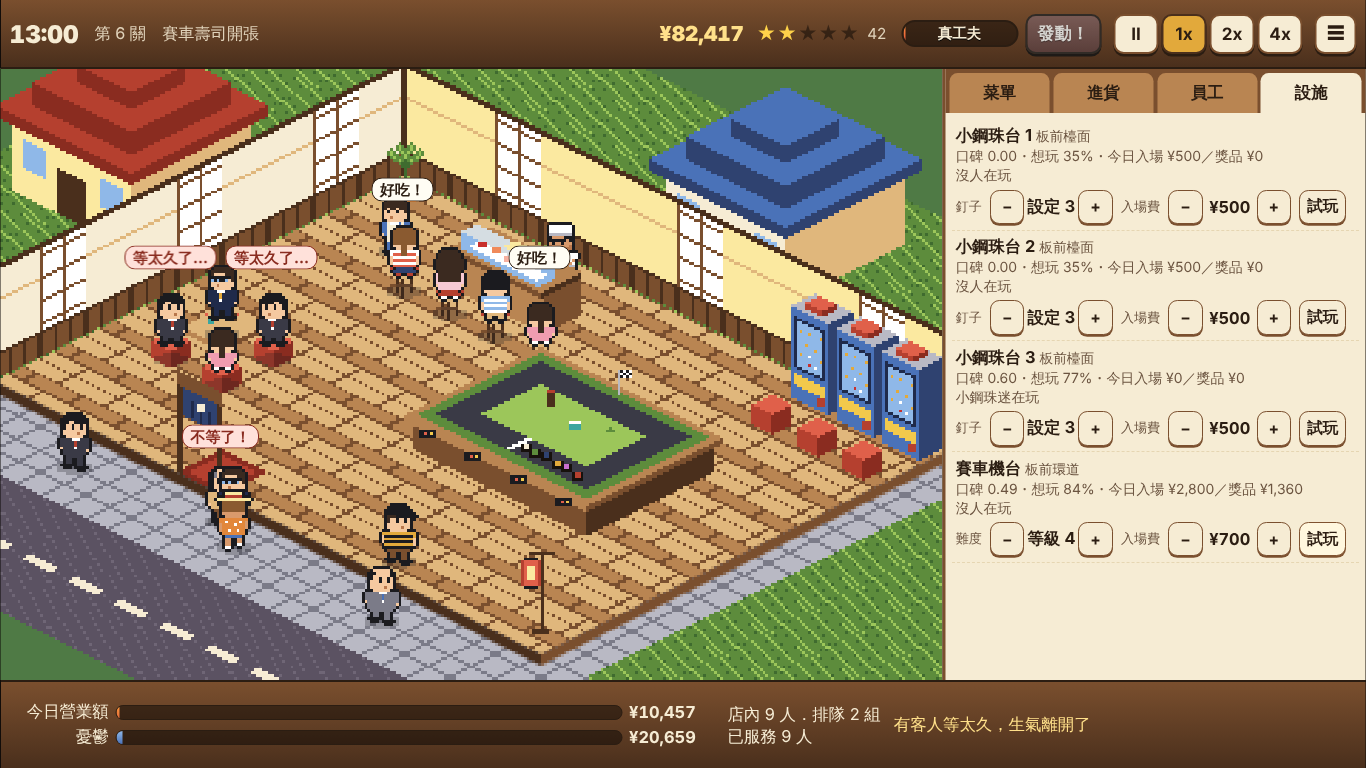 13:00 第 6 關 賽車壽司開張 ¥82,417 ★★★★★ 42 真工夫 發動！ II 1x 2x 4x ☰
菜單 進貨 員工 設施
小鋼珠台 1 板前檯面
口碑 0.00・想玩 35%・今日入場 ¥500／獎品 ¥0
沒人在玩
釘子 − 設定 3 + 入場費 − ¥500 + 試玩
小鋼珠台 2 板前檯面
口碑 0.00・想玩 35%・今日入場 ¥500／獎品 ¥0
沒人在玩
釘子 − 設定 3 + 入場費 − ¥500 + 試玩
小鋼珠台 3 板前檯面
口碑 0.60・想玩 77%・今日入場 ¥0／獎品 ¥0
小鋼珠迷在玩
釘子 − 設定 3 + 入場費 − ¥500 + 試玩
賽車機台 板前環道
口碑 0.49・想玩 84%・今日入場 ¥2,800／獎品 ¥1,360
沒人在玩
難度 − 等級 4 + 入場費 − ¥700 + 試玩
好吃！
等太久了… 等太久了… 好吃！
不等了！
今日營業額 ¥10,457
憂鬱 ¥20,659
店內 9 人．排隊 2 組
已服務 9 人
有客人等太久，生氣離開了